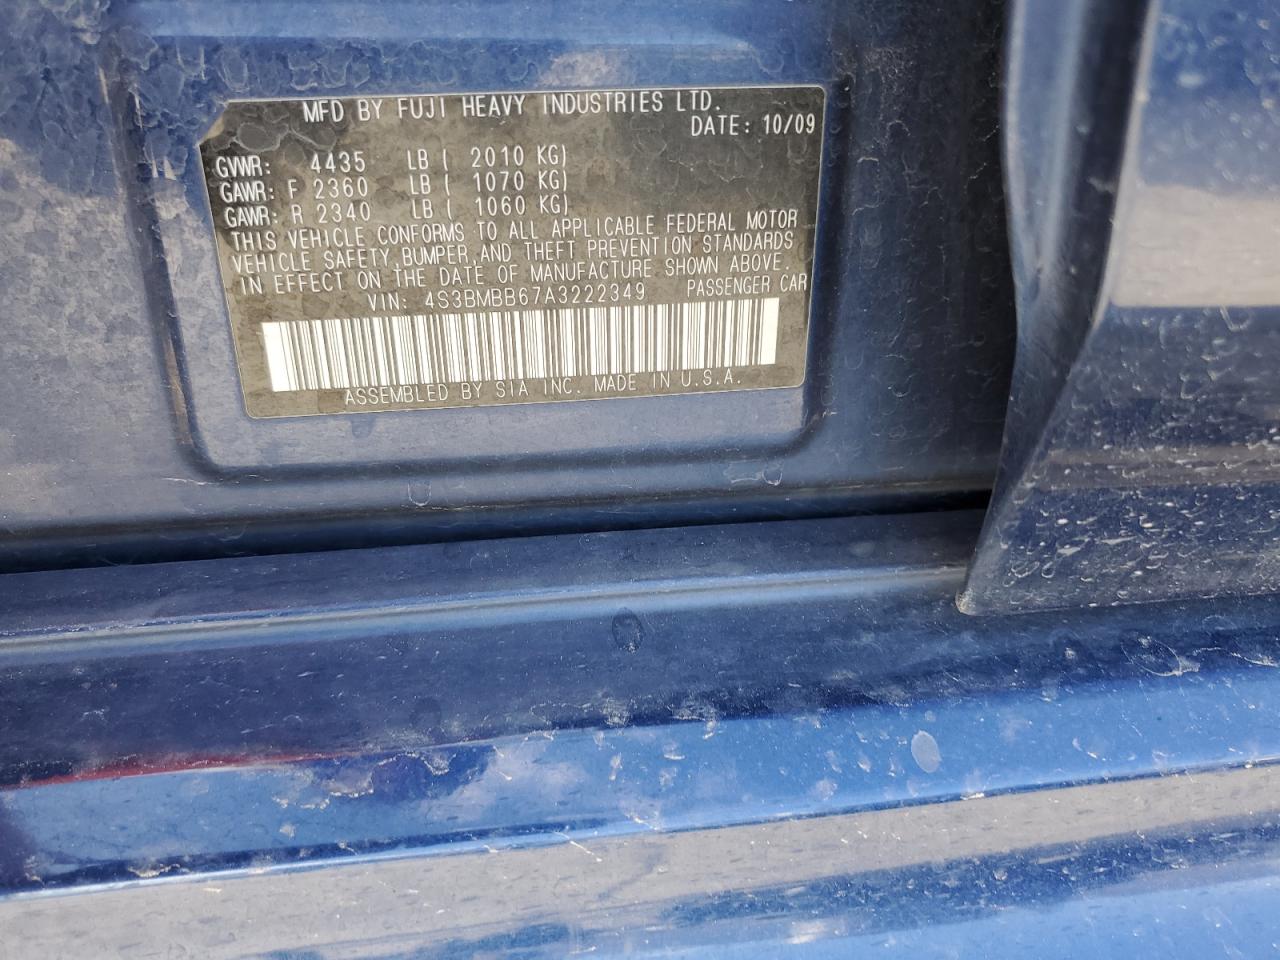 MFD BY FUJI HEAVY INDUSTRIES LTD.
DATE: 10/09
GVWR: 4435 LB ( 2010 KG)
GAWR: F 2360 LB ( 1070 KG)
GAWR: R 2340 LB ( 1060 KG)
THIS VEHICLE CONFORMS TO ALL APPLICABLE FEDERAL MOTOR
VEHICLE SAFETY, BUMPER, AND THEFT PREVENTION STANDARDS
IN EFFECT ON THE DATE OF MANUFACTURE SHOWN ABOVE.
VIN: 4S3BMBB67A3222349 PASSENGER CAR
ASSEMBLED BY SIA INC. MADE IN U.S.A.